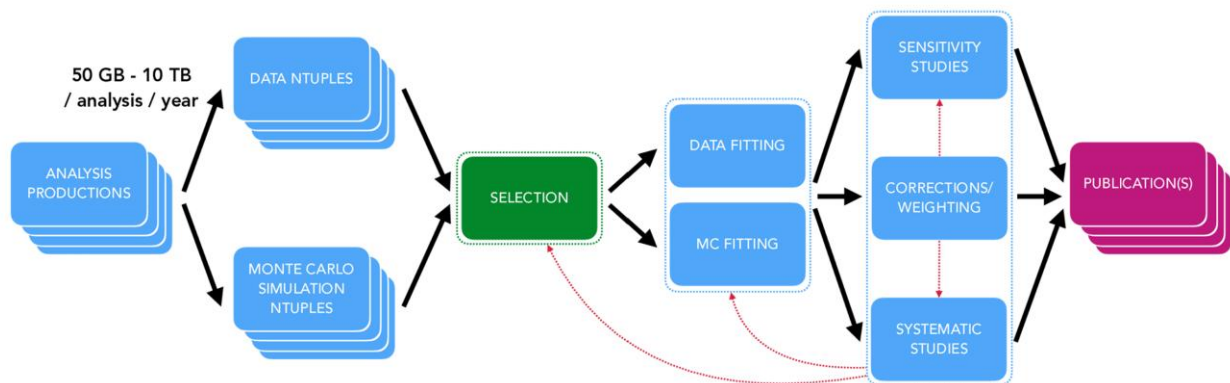 50 GB - 10 TB
/ analysis / year
ANALYSIS
PRODUCTIONS
DATA NTUPLES
MONTE CARLO
SIMULATION
NTUPLES
SELECTION
DATA FITTING
MC FITTING
SENSITIVITY
STUDIES
CORRECTIONS/
WEIGHTING
SYSTEMATIC
STUDIES
PUBLICATION(S)